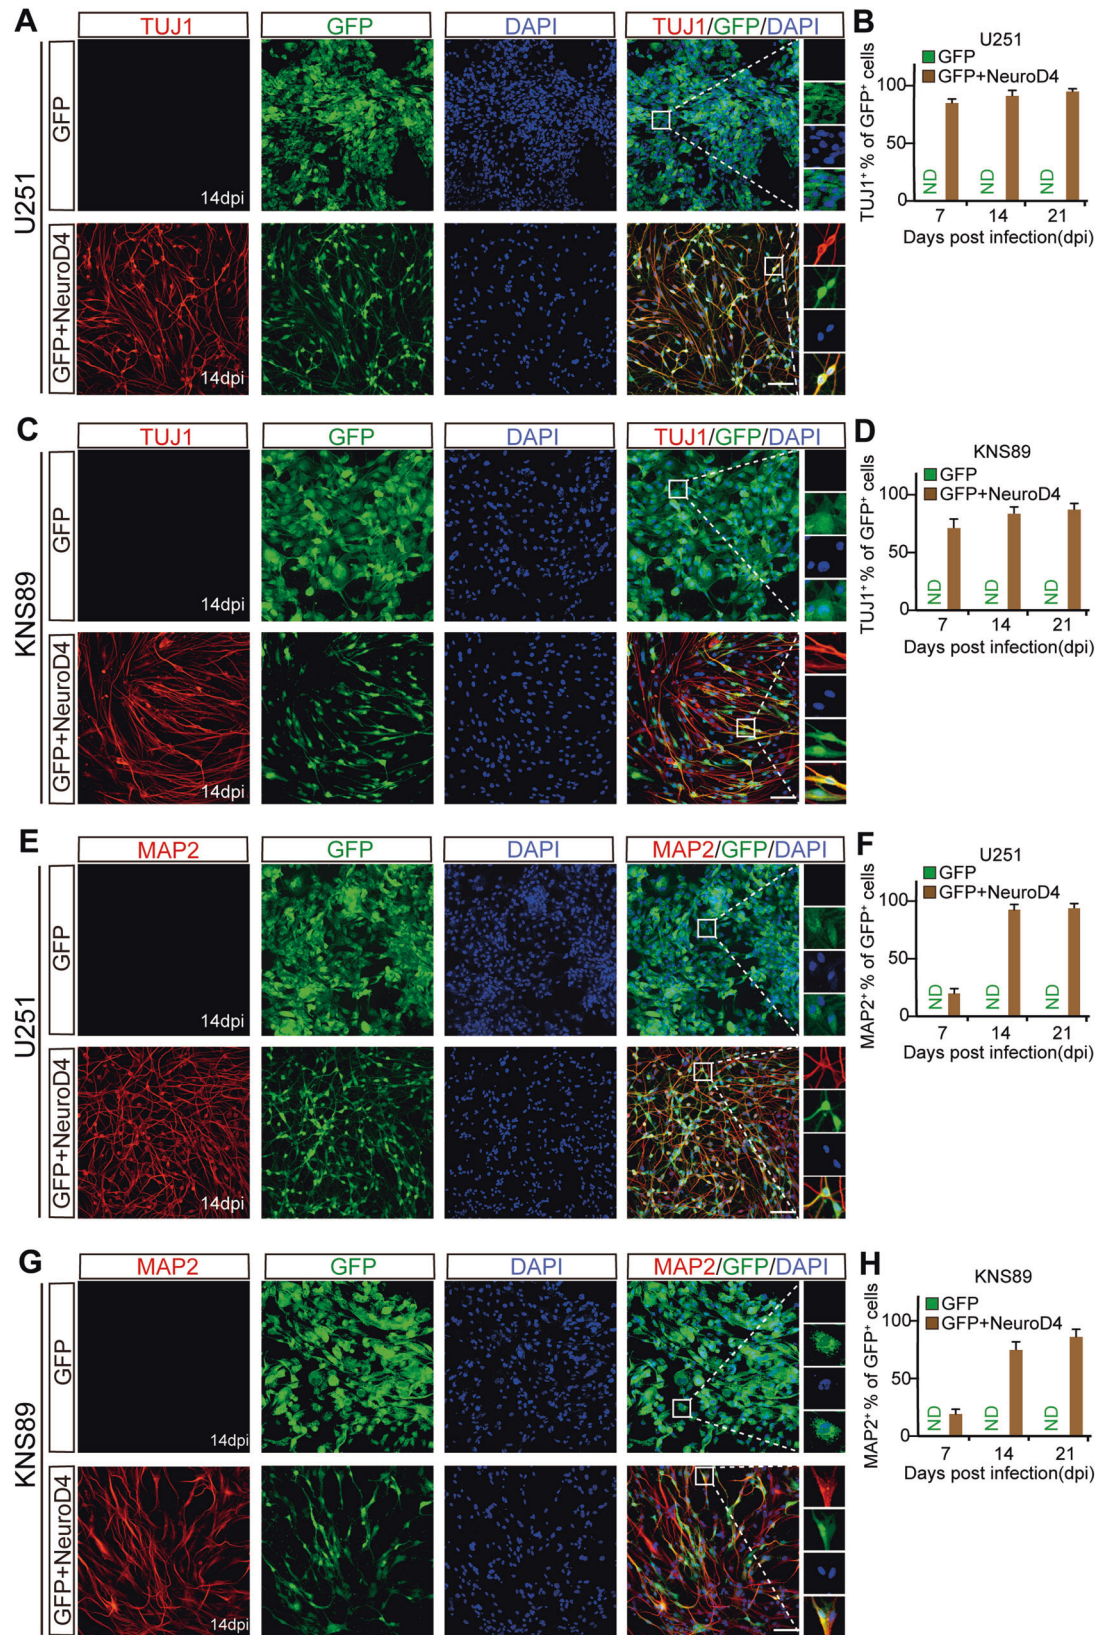 A
TUJ1
GFP
DAPI
TUJ1/GFP/DAPI
U251
GFP
14dpi
GFP+NeuroD4
14dpi
B
U251
GFP
GFP+NeuroD4
TUJ1⁺ % of GFP⁺ cells
100
50
0
ND
ND
ND
7
14
21
Days post infection(dpi)
C
TUJ1
GFP
DAPI
TUJ1/GFP/DAPI
KNS89
GFP
14dpi
GFP+NeuroD4
14dpi
D
KNS89
GFP
GFP+NeuroD4
TUJ1⁺ % of GFP⁺ cells
100
50
0
ND
ND
ND
7
14
21
Days post infection(dpi)
E
MAP2
GFP
DAPI
MAP2/GFP/DAPI
U251
GFP
14dpi
GFP+NeuroD4
14dpi
F
U251
GFP
GFP+NeuroD4
MAP2⁺ % of GFP⁺ cells
100
50
0
ND
ND
ND
7
14
21
Days post infection(dpi)
G
MAP2
GFP
DAPI
MAP2/GFP/DAPI
KNS89
GFP
14dpi
GFP+NeuroD4
14dpi
H
KNS89
GFP
GFP+NeuroD4
MAP2⁺ % of GFP⁺ cells
100
50
0
ND
ND
ND
7
14
21
Days post infection(dpi)